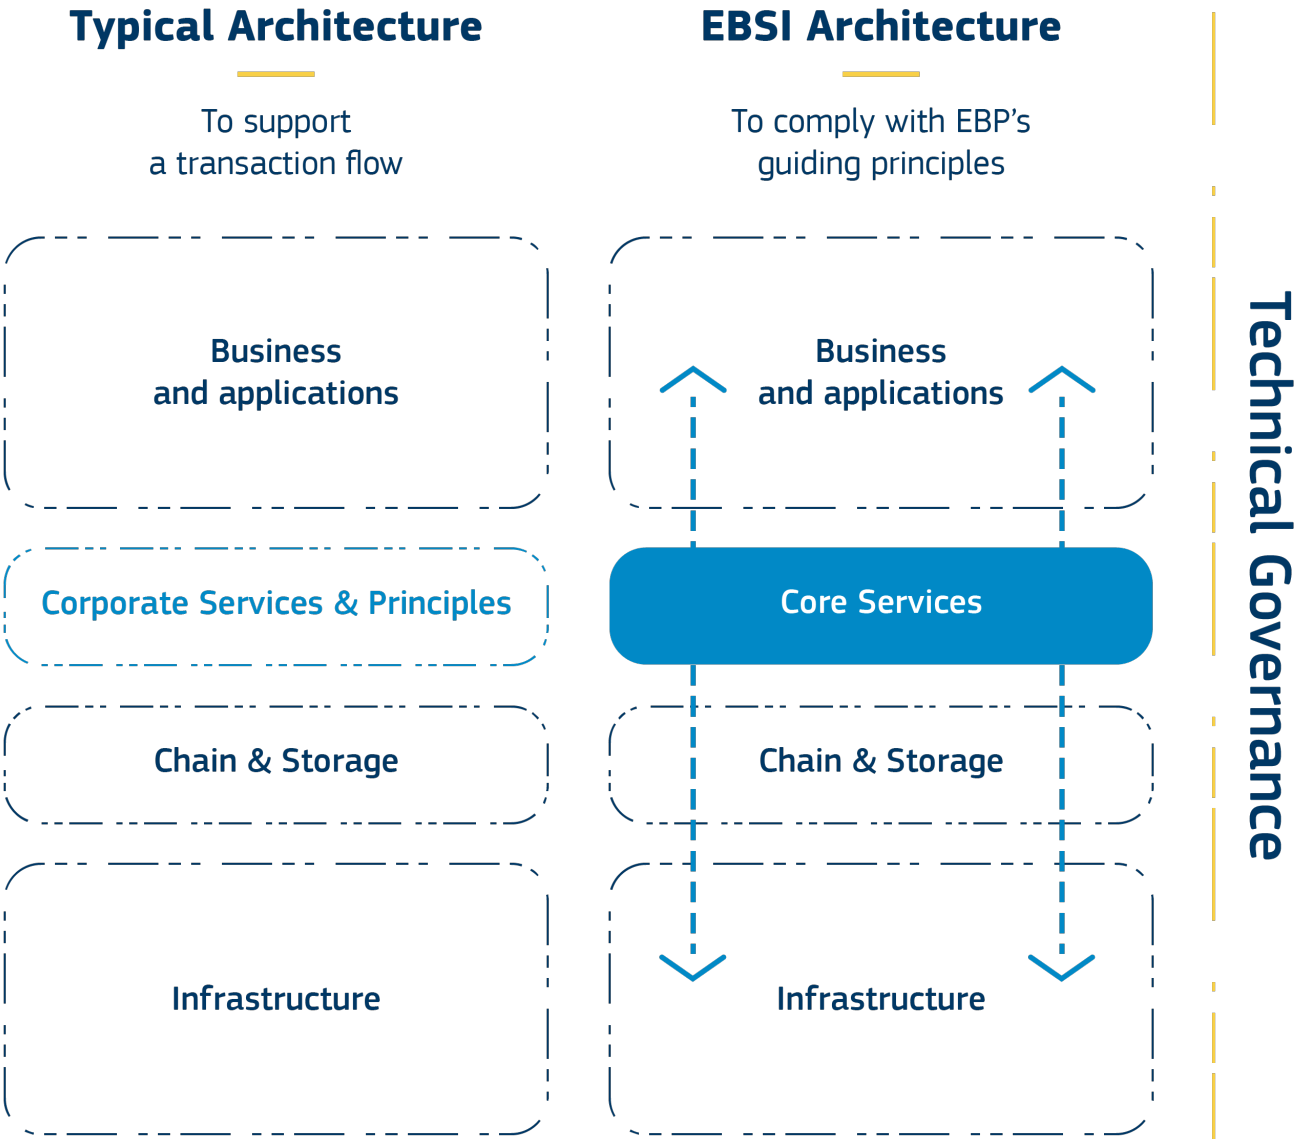 Typical Architecture
To support
a transaction flow
Business
and applications
Corporate Services & Principles
Chain & Storage
Infrastructure
EBSI Architecture
To comply with EBP's
guiding principles
Business
and applications
Core Services
Chain & Storage
Infrastructure
Technical Governance